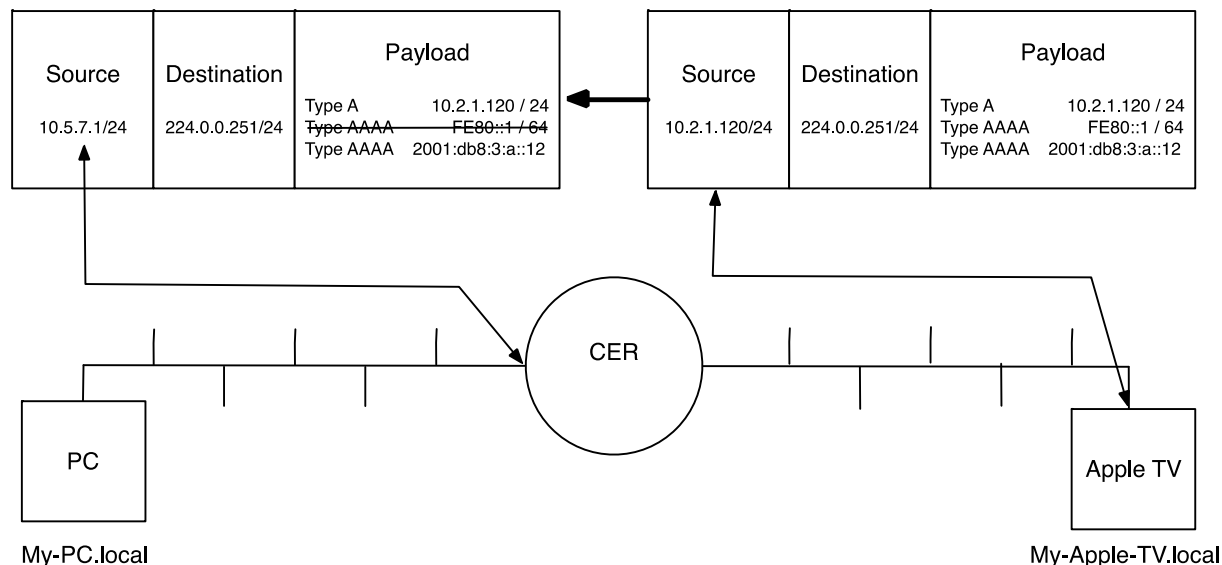 Source
10.5.7.1/24
Destination
224.0.0.251/24
Payload
Type A 10.2.1.120 / 24
Type AAAA FE80::1 / 64
Type AAAA 2001:db8:3:a::12
Source
10.2.1.120/24
Destination
224.0.0.251/24
Payload
Type A 10.2.1.120 / 24
Type AAAA FE80::1 / 64
Type AAAA 2001:db8:3:a::12
CER
PC
Apple TV
My-PC.local
My-Apple-TV.local